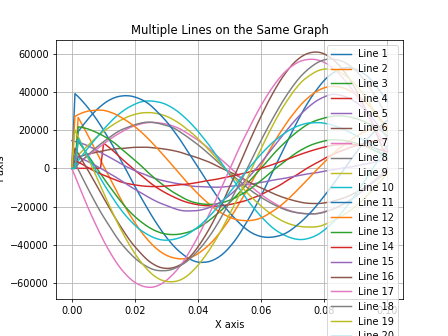 Multiple Lines on the Same Graph
60000
40000
20000
0
−20000
−40000
−60000
0.00
0.02
0.04
0.06
X axis
Line 1
Line 2
Line 3
Line 4
Line 5
Line 6
Line 7
Line 8
Line 9
Line 10
Line 11
Line 12
Line 13
Line 14
Line 15
Line 16
Line 17
Line 18
Line 19
Line 20